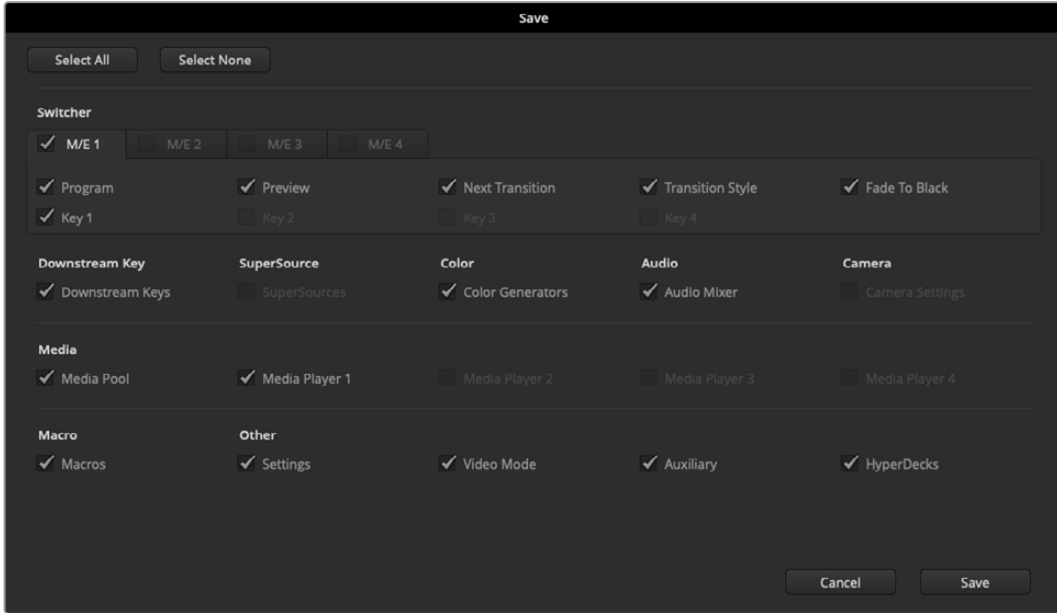 Save
Select All Select None
Switcher
M/E 1 M/E 2 M/E 3 M/E 4
Program Preview Next Transition Transition Style Fade To Black
Key 1 Key 2 Key 3 Key 4
Downstream Key SuperSource Color Audio Camera
Downstream Keys SuperSources Color Generators Audio Mixer Camera Settings
Media
Media Pool Media Player 1 Media Player 2 Media Player 3 Media Player 4
Macro Other
Macros Settings Video Mode Auxiliary HyperDecks
Cancel Save